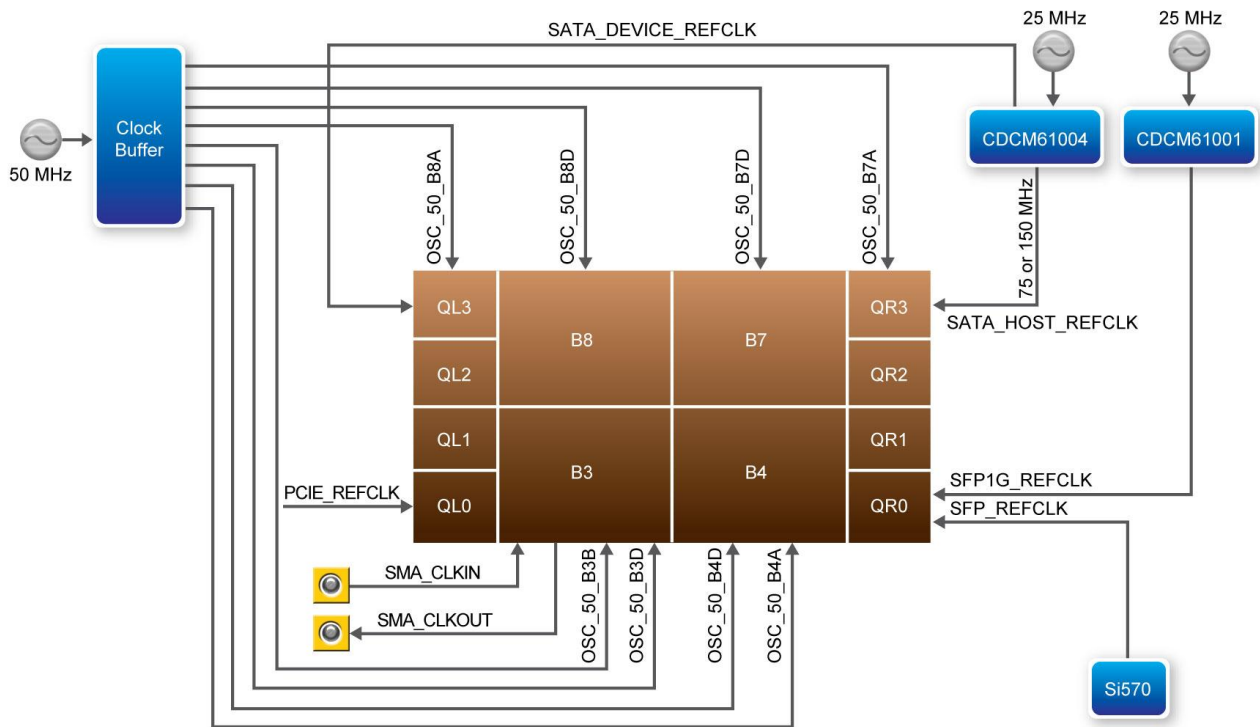 25 MHz
25 MHz
SATA_DEVICE_REFCLK
Clock
Buffer
50 MHz
CDCM61004
CDCM61001
OSC_50_B8A
OSC_50_B8D
OSC_50_B7D
OSC_50_B7A
75 or 150 MHz
QL3
B8
B7
QR3
SATA_HOST_REFCLK
QL2
QR2
QL1
B3
B4
QR1
PCIE_REFCLK
QL0
QR0
SFP1G_REFCLK
SFP_REFCLK
SMA_CLKIN
SMA_CLKOUT
OSC_50_B3B
OSC_50_B3D
OSC_50_B4D
OSC_50_B4A
Si570